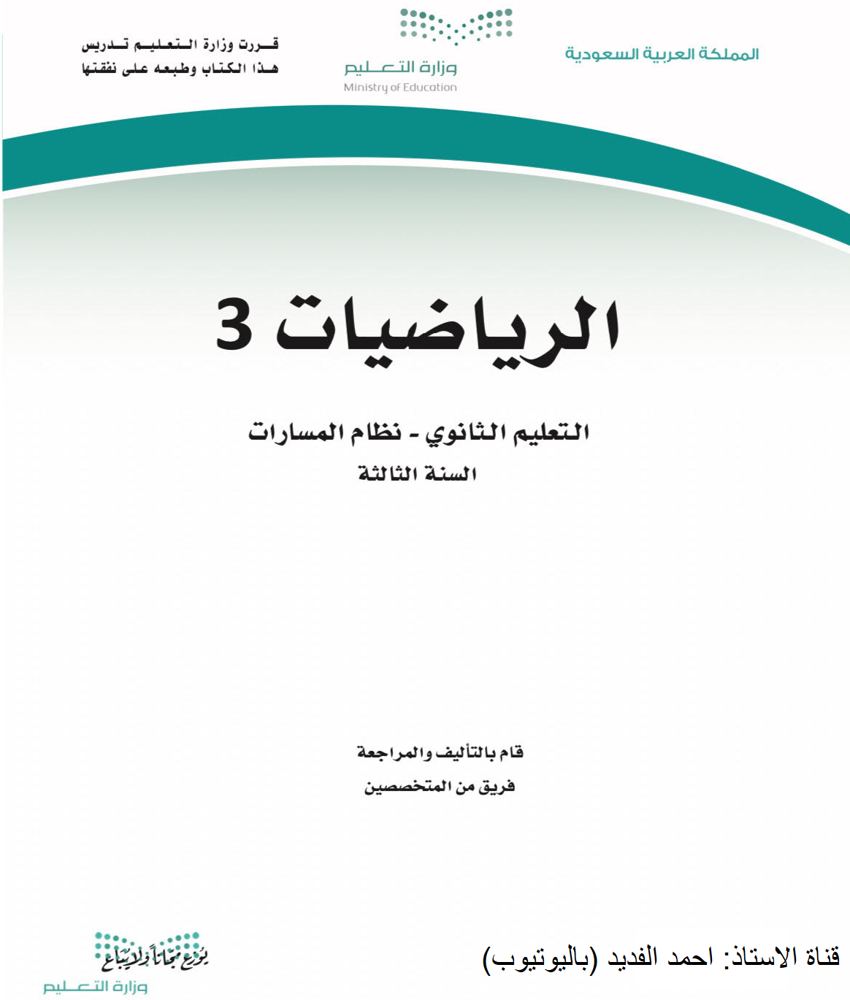 المملكة العربية السعودية
وزارة التعليم
Ministry of Education
قررت وزارة التعليم تدريس
هذا الكتاب وطبعه على نفقتها
الرياضيات 3
التعليم الثانوي - نظام المسارات
السنة الثالثة
قام بالتأليف والمراجعة
فريق من المتخصصين
قناة الاستاذ: احمد الفديد (باليوتيوب)
يوزع مجاناً ولا يباع
وزارة التعليم